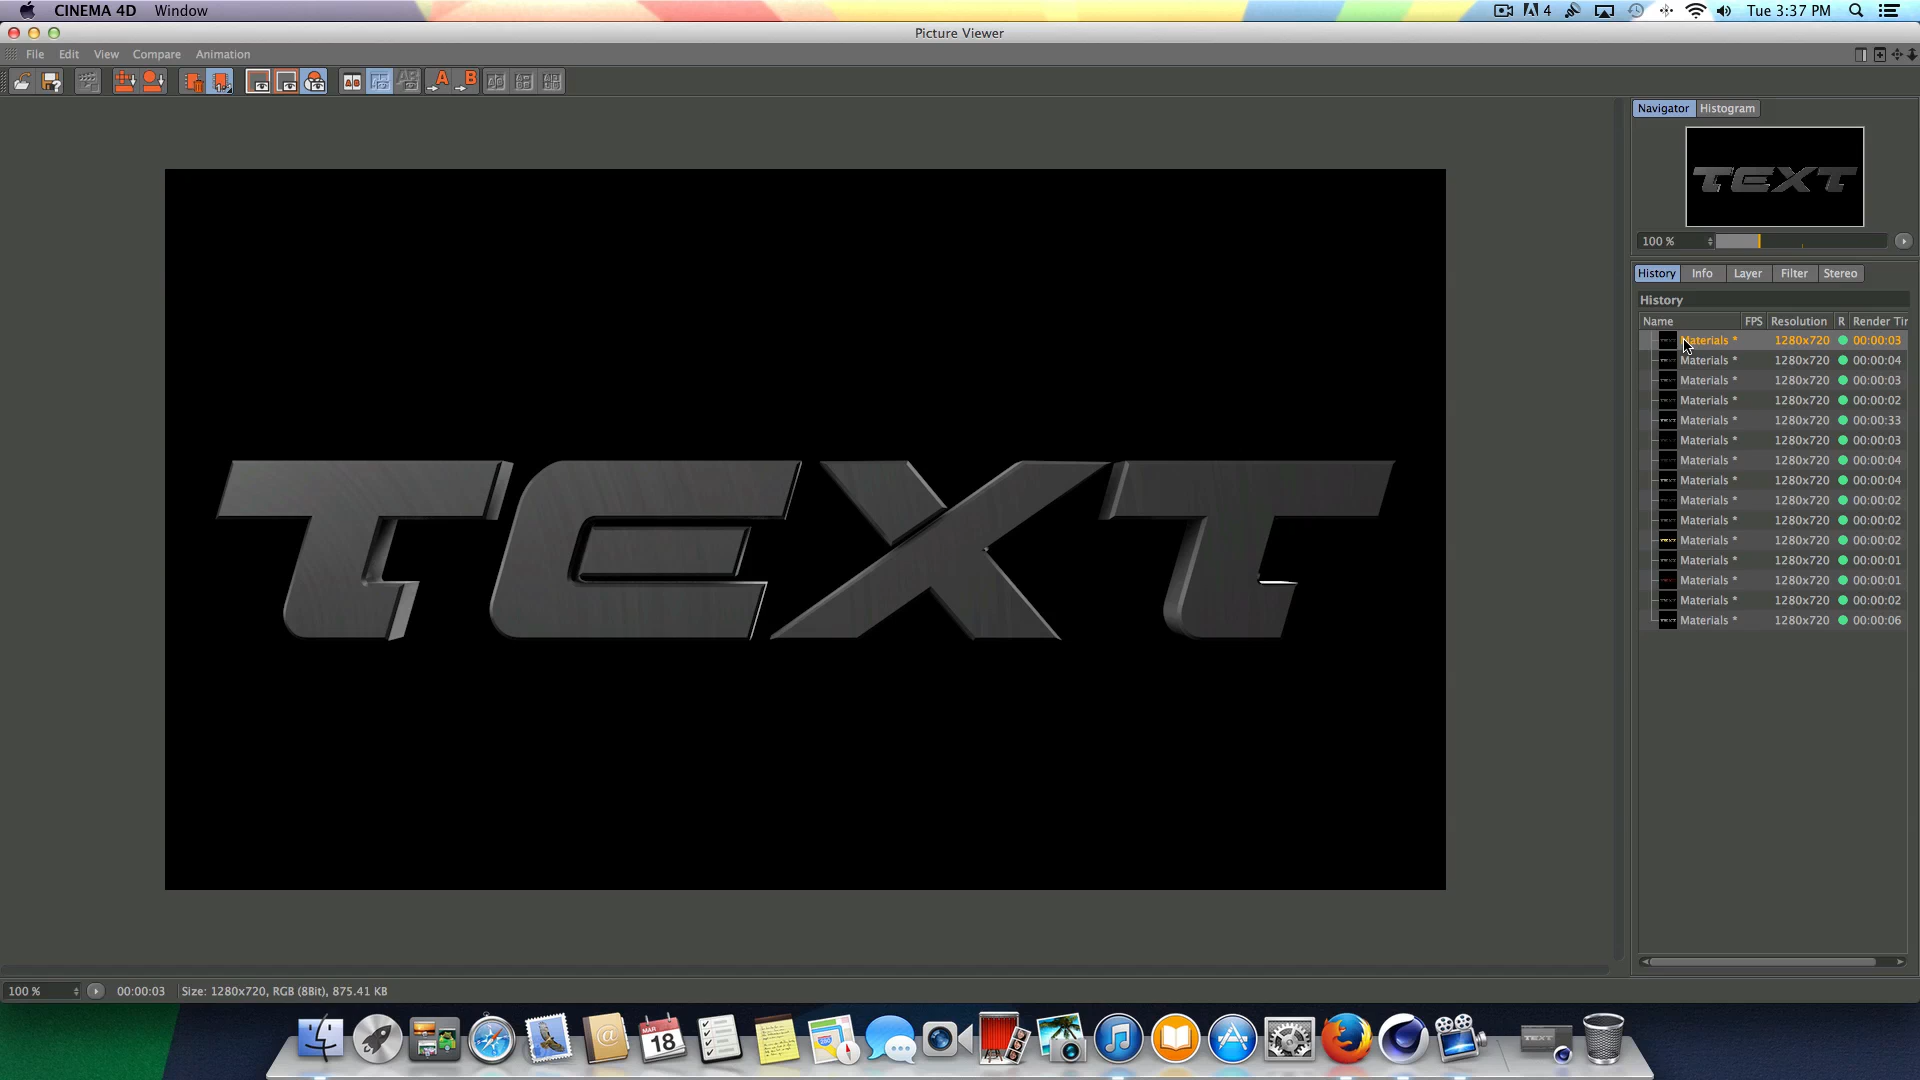 CINEMA 4D Window
4 Tue 3:37 PM
Picture Viewer
File Edit View Compare Animation
A B
Navigator Histogram
TEXT
100 %
History Info Layer Filter Stereo
History
Name FPS Resolution R Render Tir
Materials * 1280x720 00:00:03
Materials * 1280x720 00:00:04
Materials * 1280x720 00:00:03
Materials * 1280x720 00:00:02
Materials * 1280x720 00:00:33
Materials * 1280x720 00:00:03
Materials * 1280x720 00:00:04
Materials * 1280x720 00:00:04
Materials * 1280x720 00:00:02
Materials * 1280x720 00:00:02
Materials * 1280x720 00:00:02
Materials * 1280x720 00:00:01
Materials * 1280x720 00:00:01
Materials * 1280x720 00:00:02
Materials * 1280x720 00:00:06
TEXT
100 % 00:00:03 Size: 1280x720, RGB (8Bit), 875.41 KB
MAR
18
TEXT